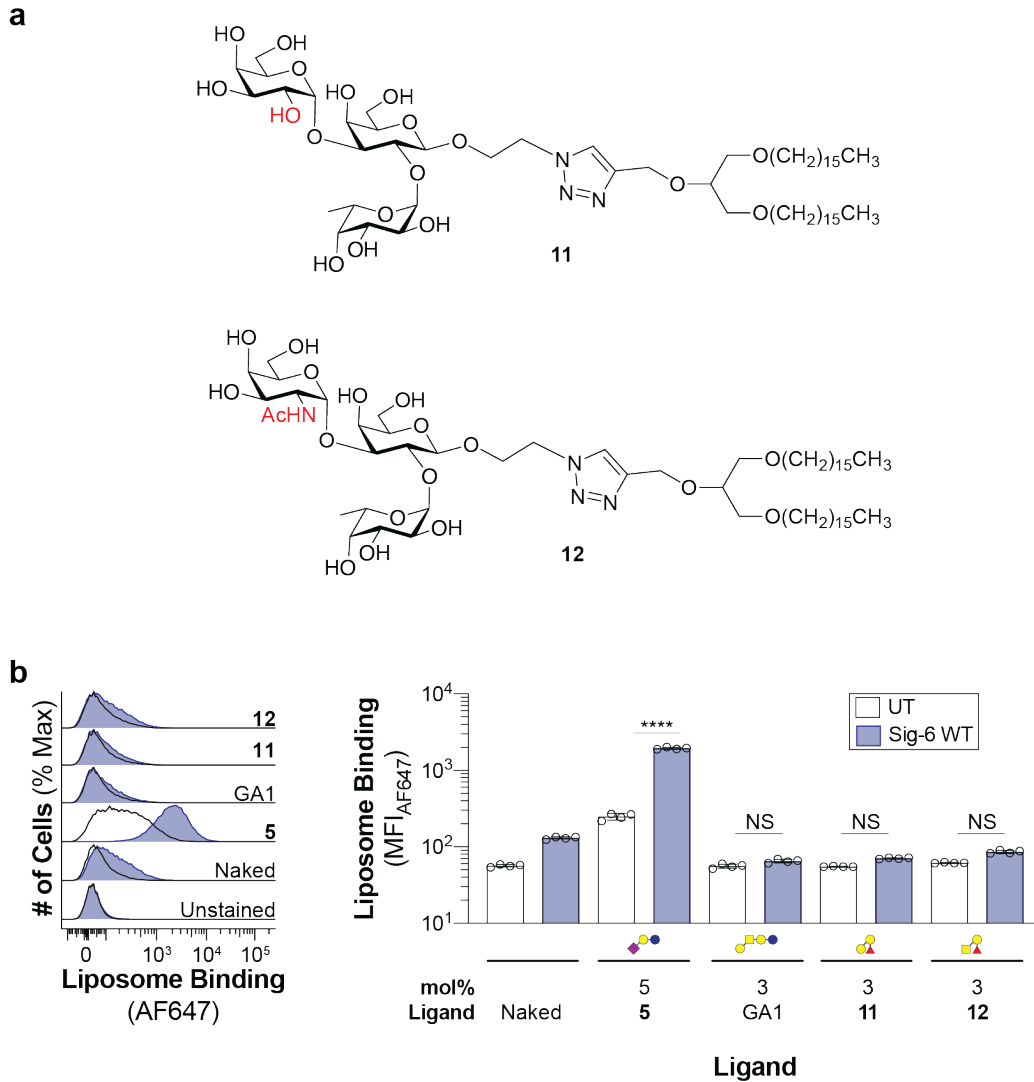 a
HO
OH
O
HO
HO
HO
OH
O
O
O
O
N
N
N
O
O(CH2)15CH3
O(CH2)15CH3
O
OH
OH
HO
11
HO
OH
O
HO
AcHN
HO
OH
O
O
O
O
N
N
N
O
O(CH2)15CH3
O(CH2)15CH3
O
OH
OH
HO
12
b
# of Cells (% Max)
12
11
GA1
5
Naked
Unstained
0 10³ 10⁴ 10⁵
Liposome Binding
(AF647)
Liposome Binding
(MFIAF647)
10⁴
10³
10²
10¹
UT
Sig-6 WT
****
NS
NS
NS
mol% 5 3 3 3
Ligand Naked 5 GA1 11 12
Ligand